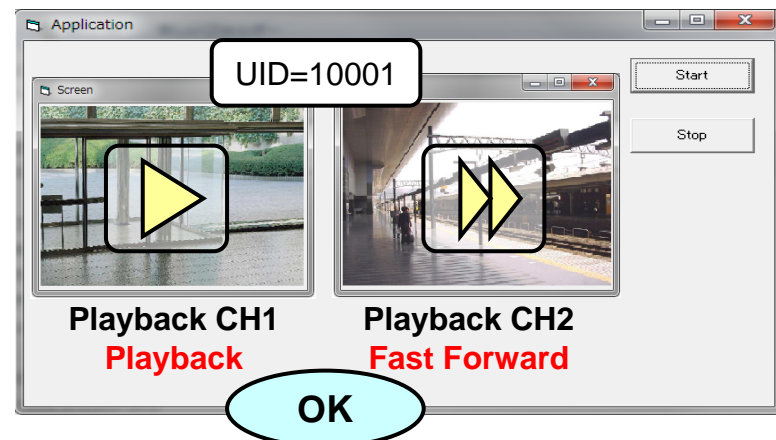 Application
UID=10001
Screen
Start
Stop
Playback CH1
Playback
Playback CH2
Fast Forward
OK